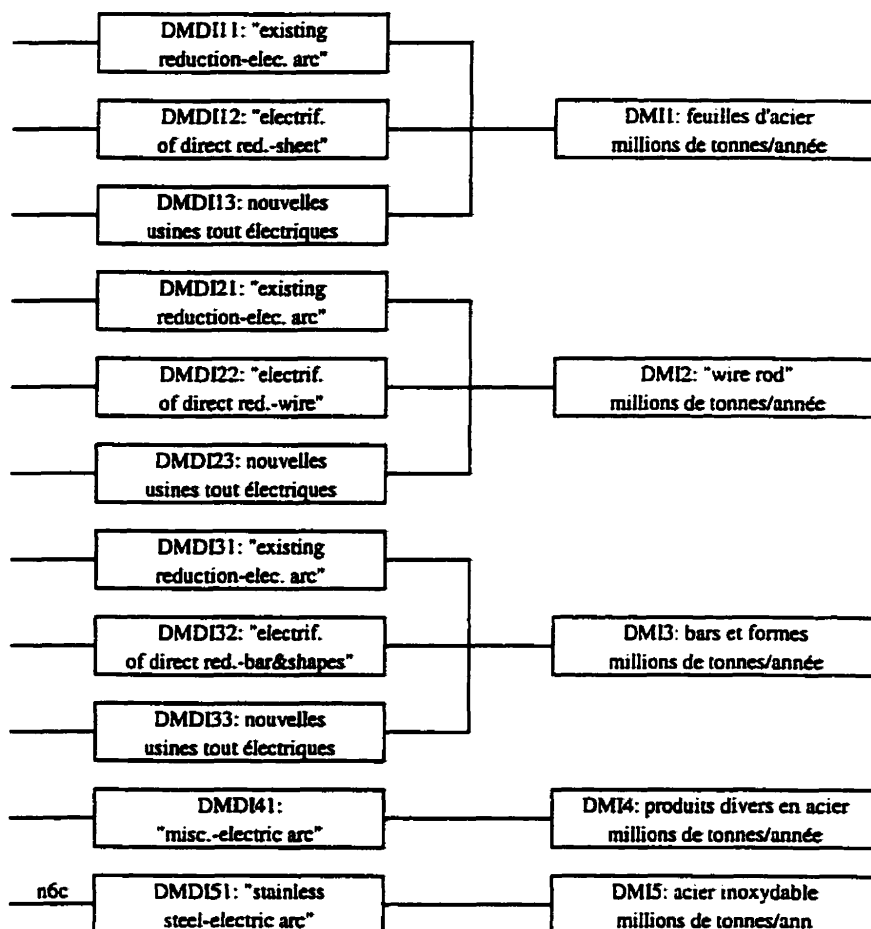 DMDI11: "existing
reduction-elec. arc"
DMDI12: "electrif.
of direct red.-sheet"
DMI1: feuilles d'acier
millions de tonnes/année
DMDI13: nouvelles
usines tout électriques
DMDI21: "existing
reduction-elec. arc"
DMDI22: "electrif.
of direct red.-wire"
DMI2: "wire rod"
millions de tonnes/année
DMDI23: nouvelles
usines tout électriques
DMDI31: "existing
reduction-elec. arc"
DMDI32: "electrif.
of direct red.-bar&shapes"
DMI3: bars et formes
millions de tonnes/année
DMDI33: nouvelles
usines tout électriques
DMDI41:
"misc.-electric arc"
DMI4: produits divers en acier
millions de tonnes/année
n6c
DMDI51: "stainless
steel-electric arc"
DMI5: acier inoxydable
millions de tonnes/ann